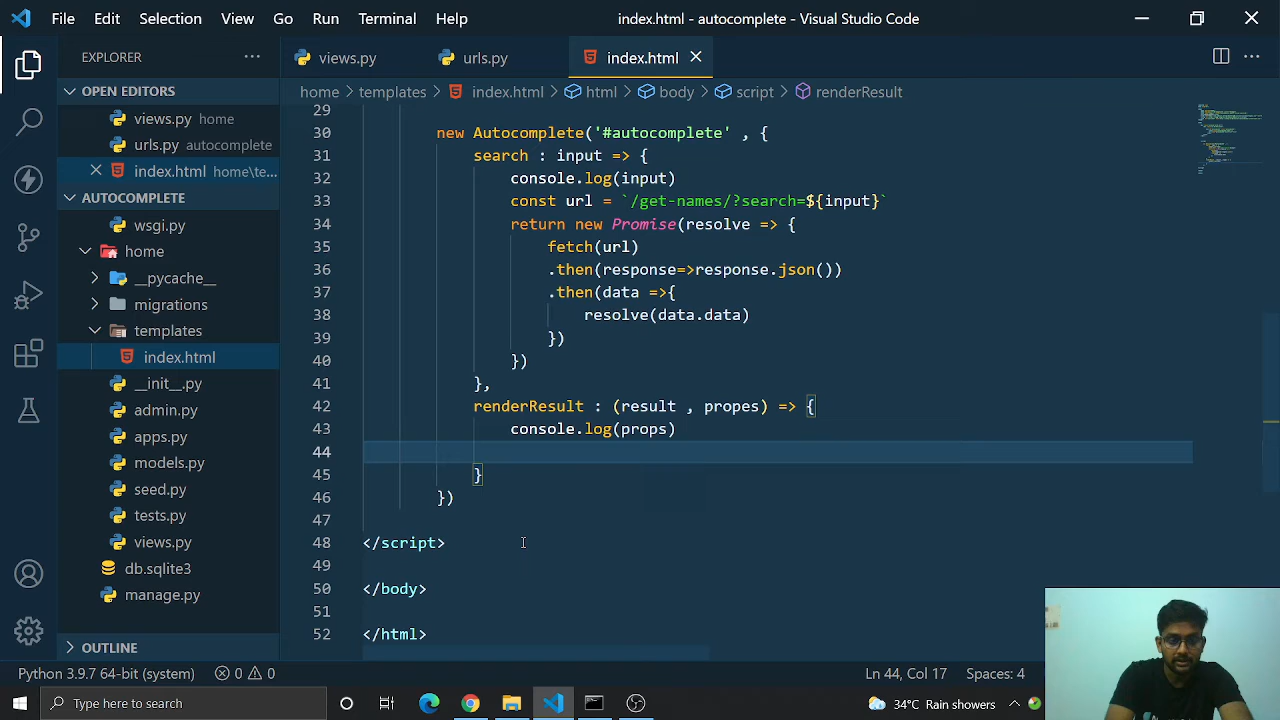 File Edit Selection View Go Run Terminal Help
index.html - autocomplete - Visual Studio Code
EXPLORER
OPEN EDITORS
views.py home
urls.py autocomplete
index.html home\te...
AUTOCOMPLETE
wsgi.py
home
__pycache__
migrations
templates
index.html
__init__.py
admin.py
apps.py
models.py
seed.py
tests.py
views.py
db.sqlite3
manage.py
OUTLINE
views.py urls.py index.html
home > templates > index.html > html > body > script > renderResult
29
30 new Autocomplete('#autocomplete' , {
31 search : input => {
32 console.log(input)
33 const url = `/get-names/?search=${input}`
34 return new Promise(resolve => {
35 fetch(url)
36 .then(response=>response.json())
37 .then(data =>{
38 resolve(data.data)
39 })
40 })
41 },
42 renderResult : (result , propes) => {
43 console.log(props)
44
45 }
46 })
47
48 </script>
49
50 </body>
51
52 </html>
Python 3.9.7 64-bit (system) 0 0 Ln 44, Col 17 Spaces: 4
Type here to search
34°C Rain showers